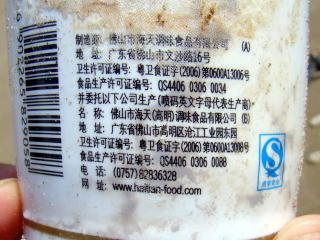 制造商：佛山市海天调味食品有限公司 (A)
地 址：广东省佛山市文沙路16号
卫生许可证编号：粤卫食证字(2006)第0600A13006号
食品生产许可证编号：QS4406 0306 0034
并委托以下公司生产(喷码英文字母代表生产商)
名 称：佛山市海天(高明)调味食品有限公司 (B)
地 址：广东省佛山市高明区沧江工业园东园
卫生许可证编号：粤卫食证字(2006)第0600A13008号
食品生产许可证编号：QS4406 0306 0088
电 话：(0757)82836328
网 址：www.haitian-food.com
6 904265 829088